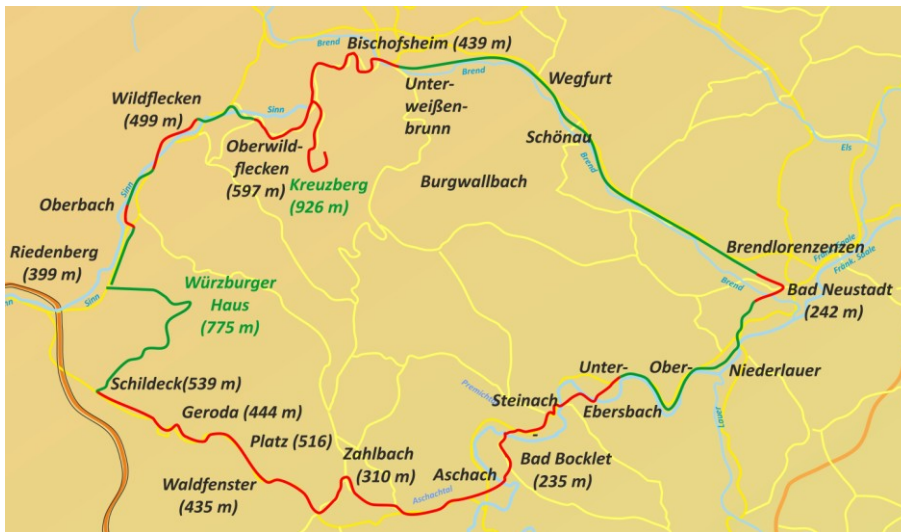 Bischofsheim (439 m)
Brend
Brend
Unter-
weißen-
brunn
Wegfurt
Wildflecken
(499 m)
Sinn
Oberwild-
flecken
(597 m)
Schönau
Els
Kreuzberg
(926 m)
Burgwallbach
Brend
Sinn
Oberbach
Riedenberg
(399 m)
Brendlorenzenzen
Fränk. Saale
Fränk. Saale
Brend
Bad Neustadt
(242 m)
Sinn
Würzburger
Haus
(775 m)
Schildeck(539 m)
Unter-
Ober-
Niederlauer
Steinach
-
Ebersbach
Lauer
Geroda (444 m)
Platz (516)
Zahlbach
(310 m)
Aschach
Bad Bocklet
(235 m)
Waldfenster
(435 m)
Aschachtal